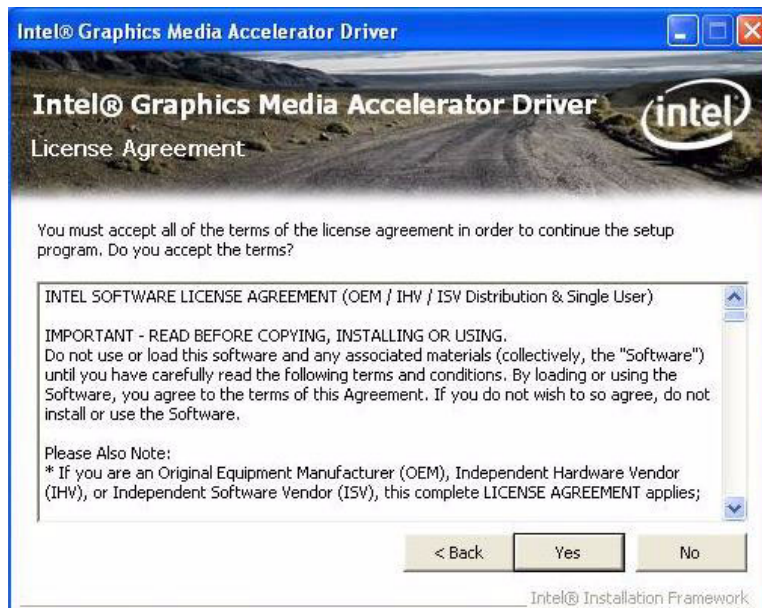 Intel® Graphics Media Accelerator Driver
Intel® Graphics Media Accelerator Driver
intel
License Agreement
You must accept all of the terms of the license agreement in order to continue the setup
program. Do you accept the terms?
INTEL SOFTWARE LICENSE AGREEMENT (OEM / IHV / ISV Distribution & Single User)
IMPORTANT - READ BEFORE COPYING, INSTALLING OR USING.
Do not use or load this software and any associated materials (collectively, the "Software")
until you have carefully read the following terms and conditions. By loading or using the
Software, you agree to the terms of this Agreement. If you do not wish to so agree, do not
install or use the Software.
Please Also Note:
* If you are an Original Equipment Manufacturer (OEM), Independent Hardware Vendor
(IHV), or Independent Software Vendor (ISV), this complete LICENSE AGREEMENT applies;
< Back Yes No
Intel® Installation Framework